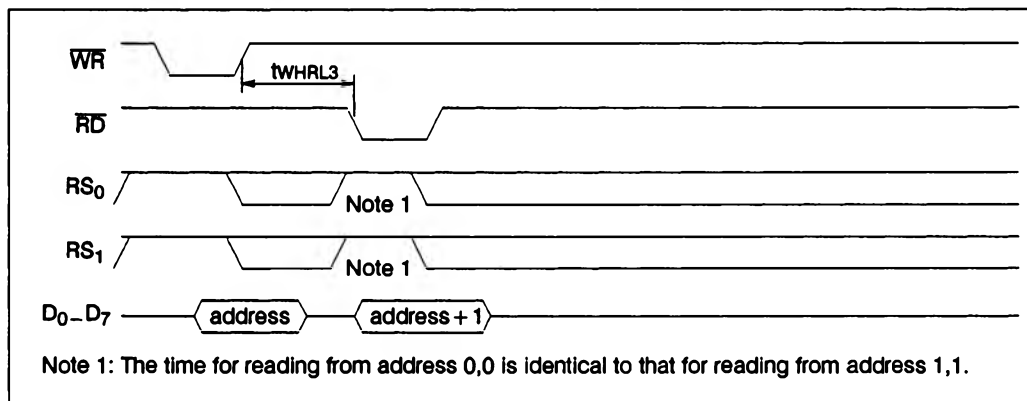 WR
tWHRL3
RD
RS0
Note 1
RS1
Note 1
D0–D7 address address + 1
Note 1: The time for reading from address 0,0 is identical to that for reading from address 1,1.